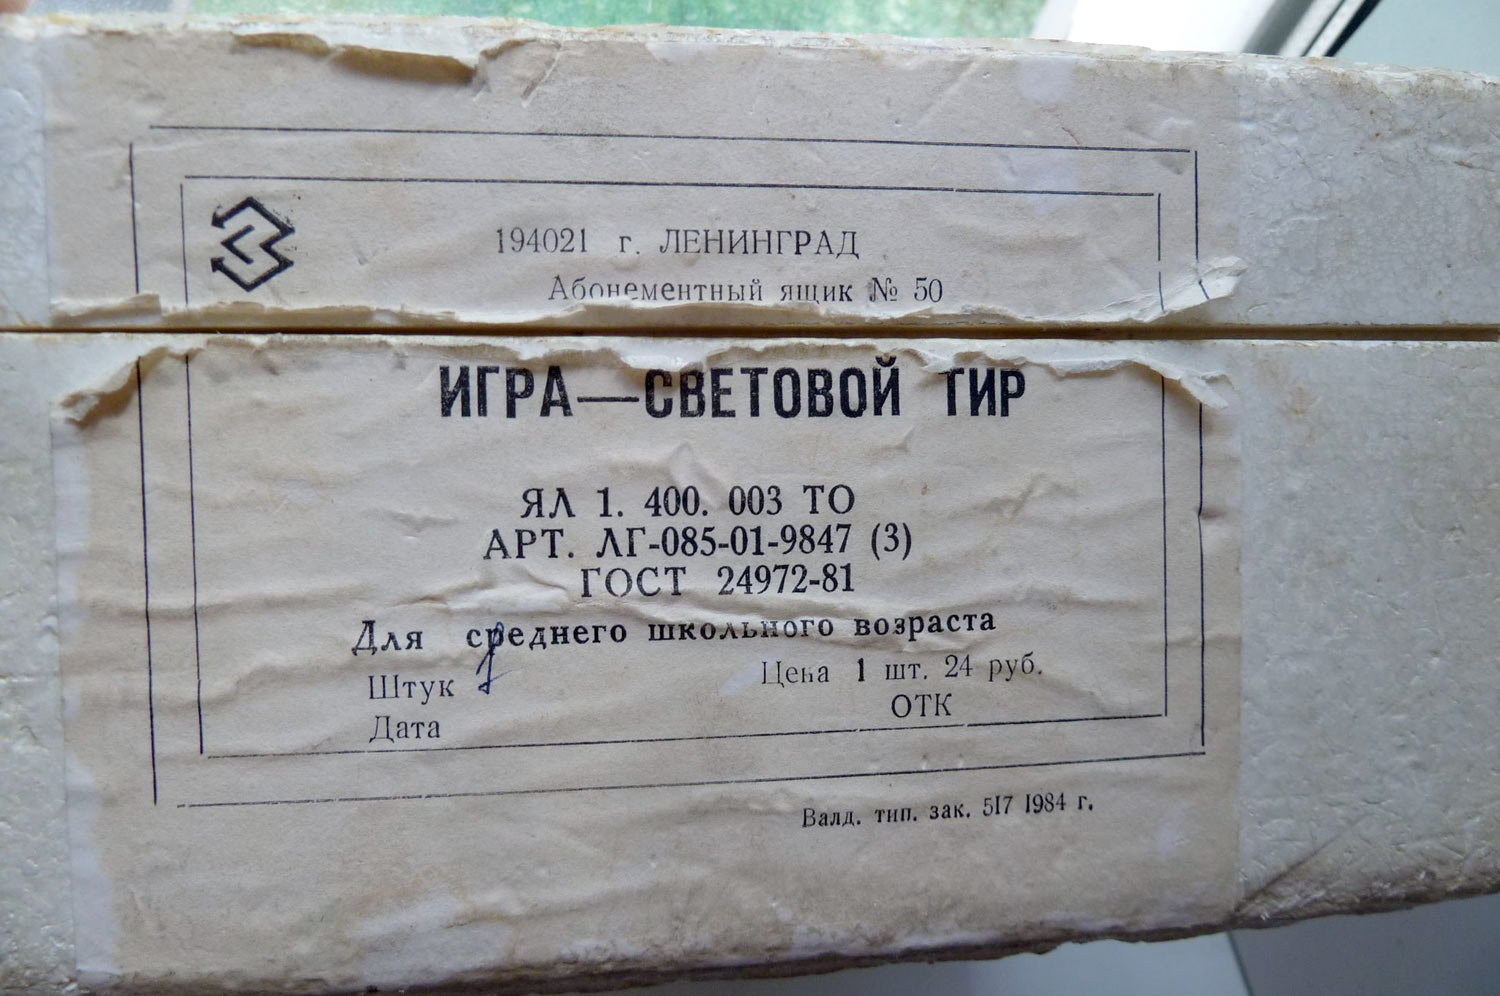 194021 г. ЛЕНИНГРАД
Абонементный ящик № 50
ИГРА—СВЕТОВОЙ ТИР
ЯЛ 1. 400. 003 ТО
АРТ. ЛГ-085-01-9847 (3)
ГОСТ 24972-81
Для среднего школьного возраста
Штук 1
Цена 1 шт. 24 руб.
Дата
ОТК
Валд. тип. зак. 517 1984 г.